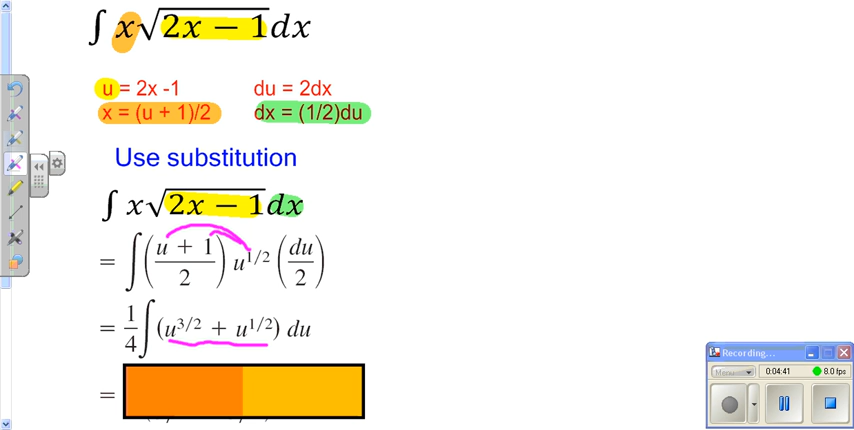 ∫ x√(2x − 1)dx
u = 2x -1 du = 2dx
x = (u + 1)/2 dx = (1/2)du
Use substitution
∫ x√(2x − 1)dx
= ∫ ((u + 1)/2) u^1/2 (du/2)
= 1/4 ∫ (u^3/2 + u^1/2) du
=
Recording...
Menu 0:04:41 8.0 fps